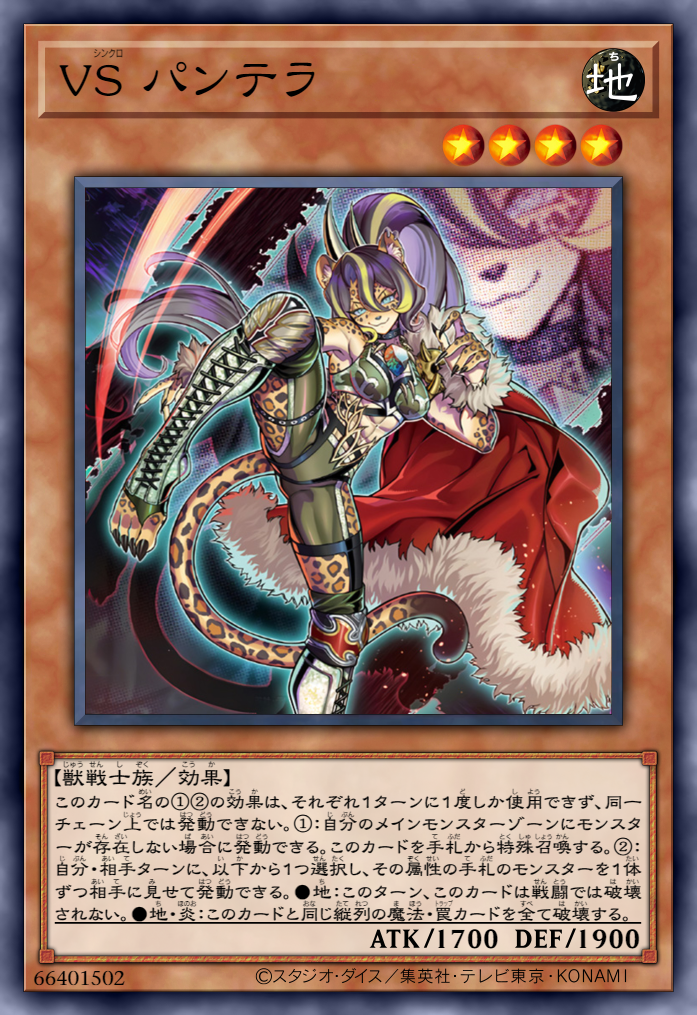 シンクロ
VS パンテラ
ち
地
【獣戦士族／効果】
このカード名の①②の効果は、それぞれ1ターンに1度しか使用できず、同一
チェーン上では発動できない。①：自分のメインモンスターゾーンにモンスタ
ーが存在しない場合に発動できる。このカードを手札から特殊召喚する。②：
自分・相手ターンに、以下から1つ選択し、その属性の手札のモンスターを1体
ずつ相手に見せて発動できる。●地：このターン、このカードは戦闘では破壊
されない。●地・炎：このカードと同じ縦列の魔法・罠カードを全て破壊する。
ATK/1700 DEF/1900
66401502 ©スタジオ・ダイス／集英社・テレビ東京・KONAMI